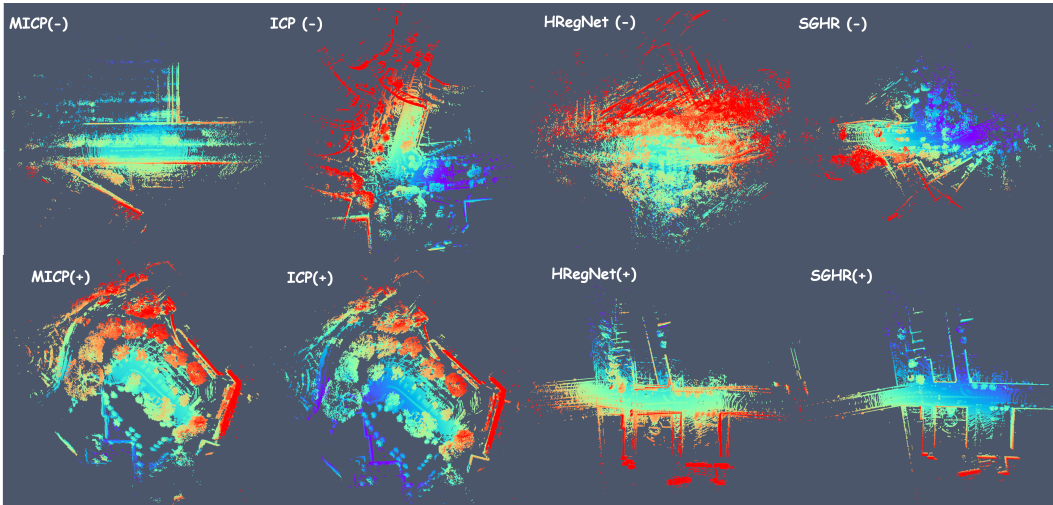 MICP(-)
ICP (-)
HRegNet (-)
SGHR (-)
MICP(+)
ICP(+)
HRegNet(+)
SGHR(+)